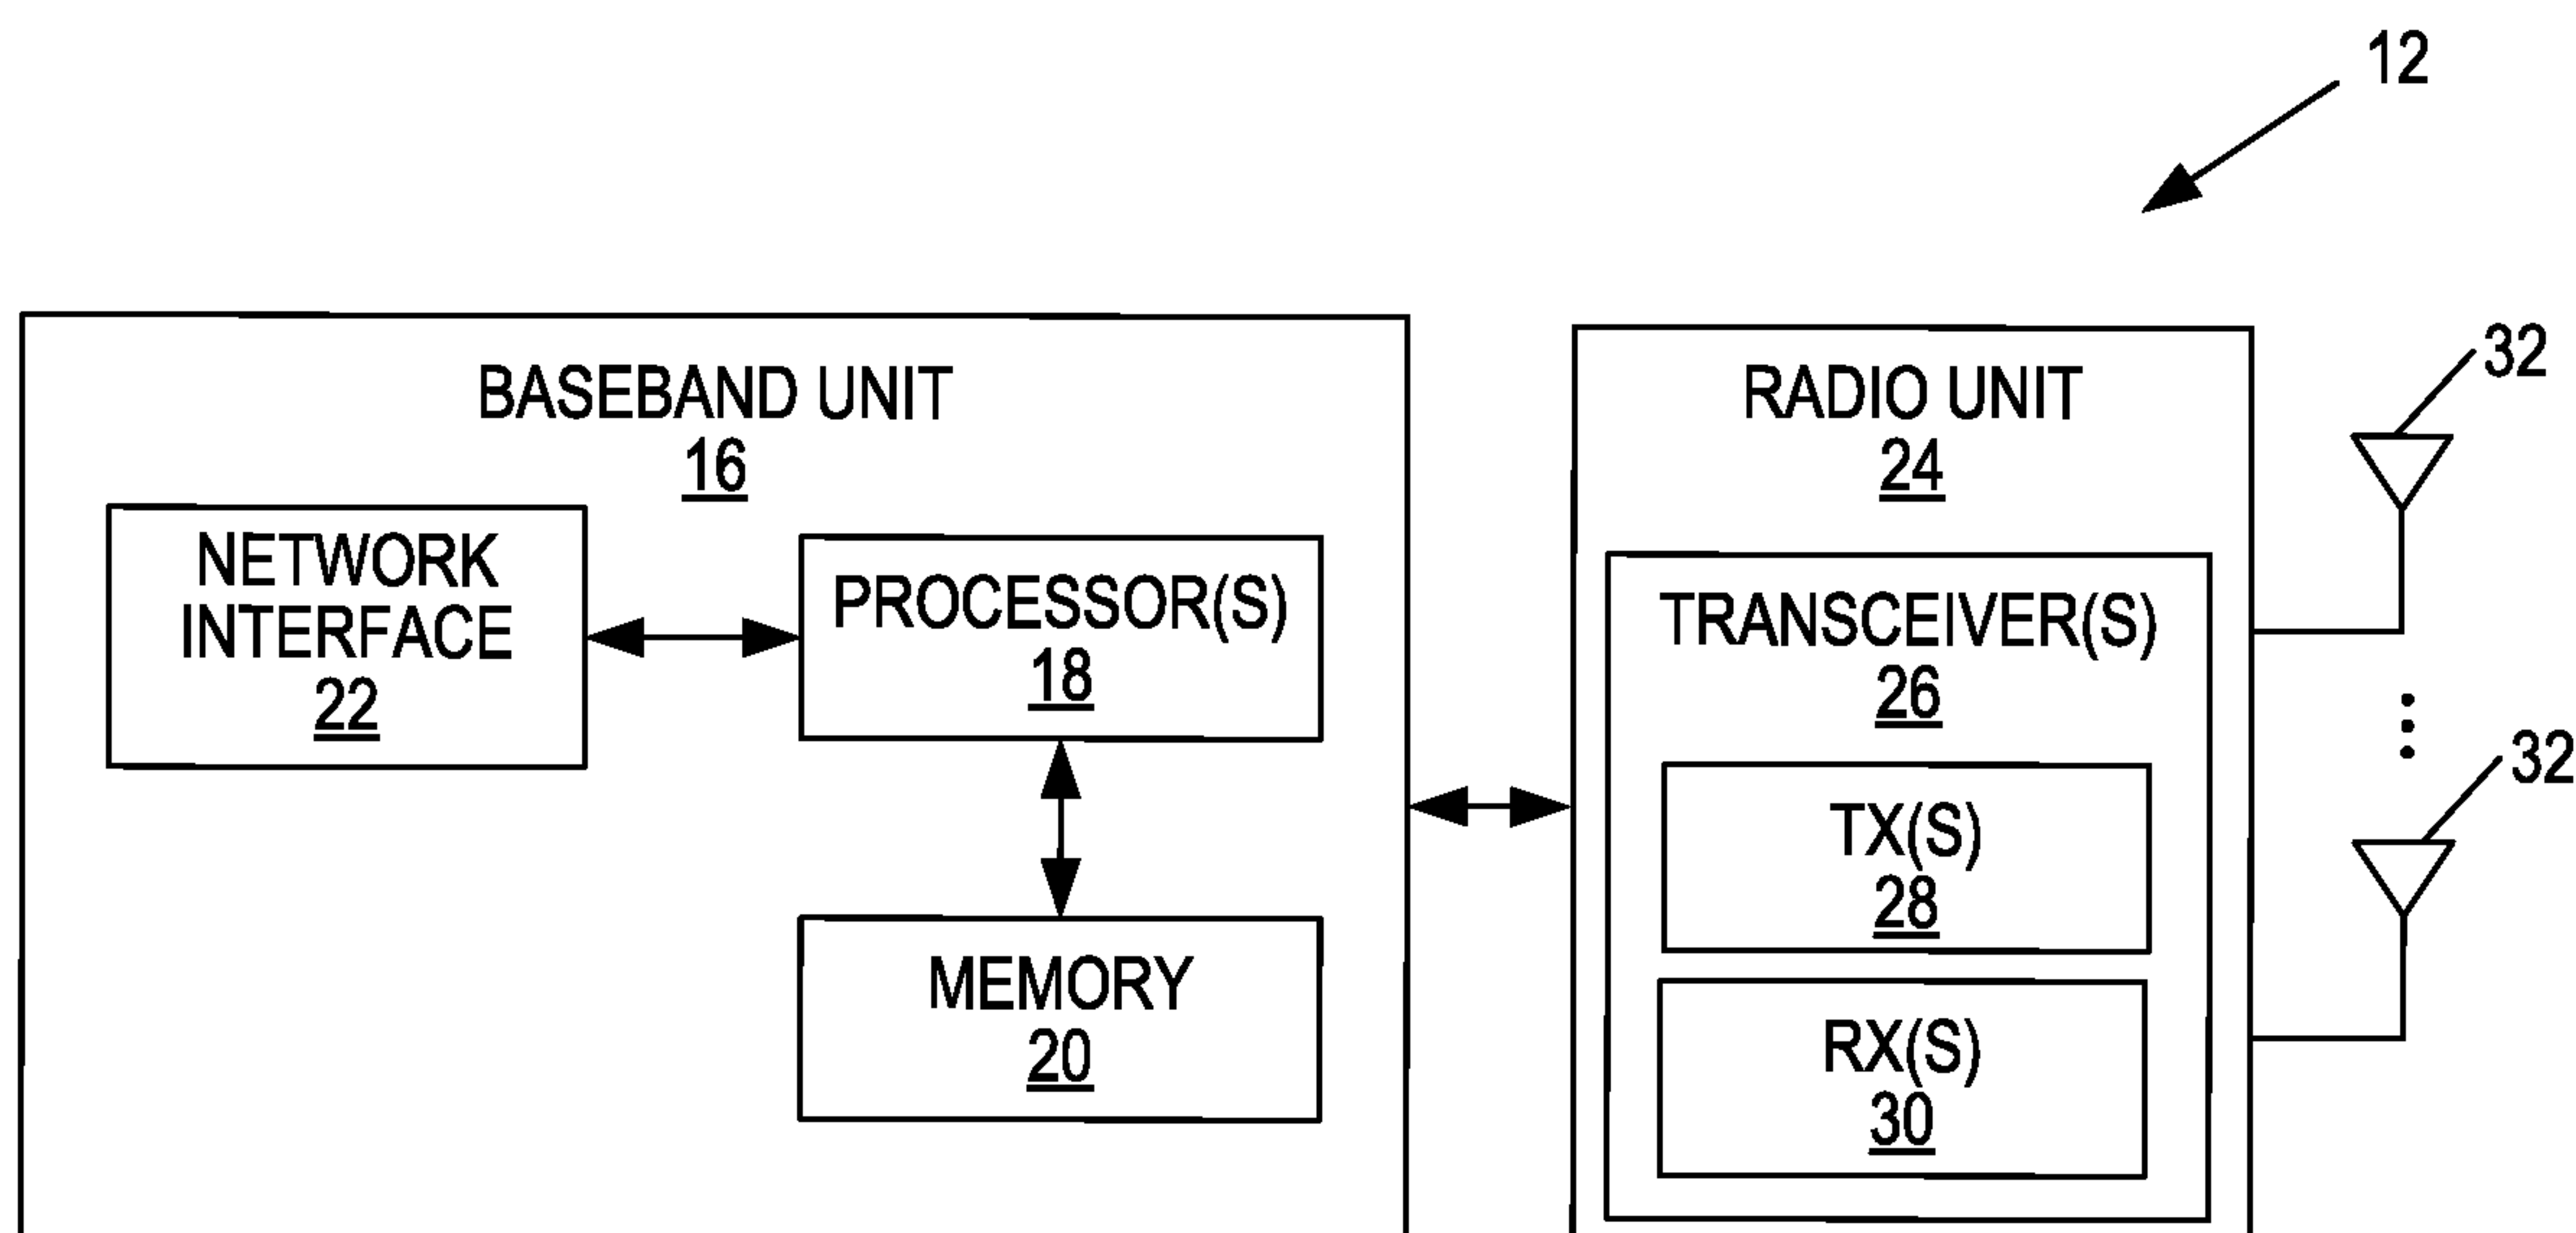 12
BASEBAND UNIT
16
NETWORK
INTERFACE
22
PROCESSOR(S)
18
MEMORY
20
RADIO UNIT
24
TRANSCEIVER(S)
26
TX(S)
28
RX(S)
30
32
32